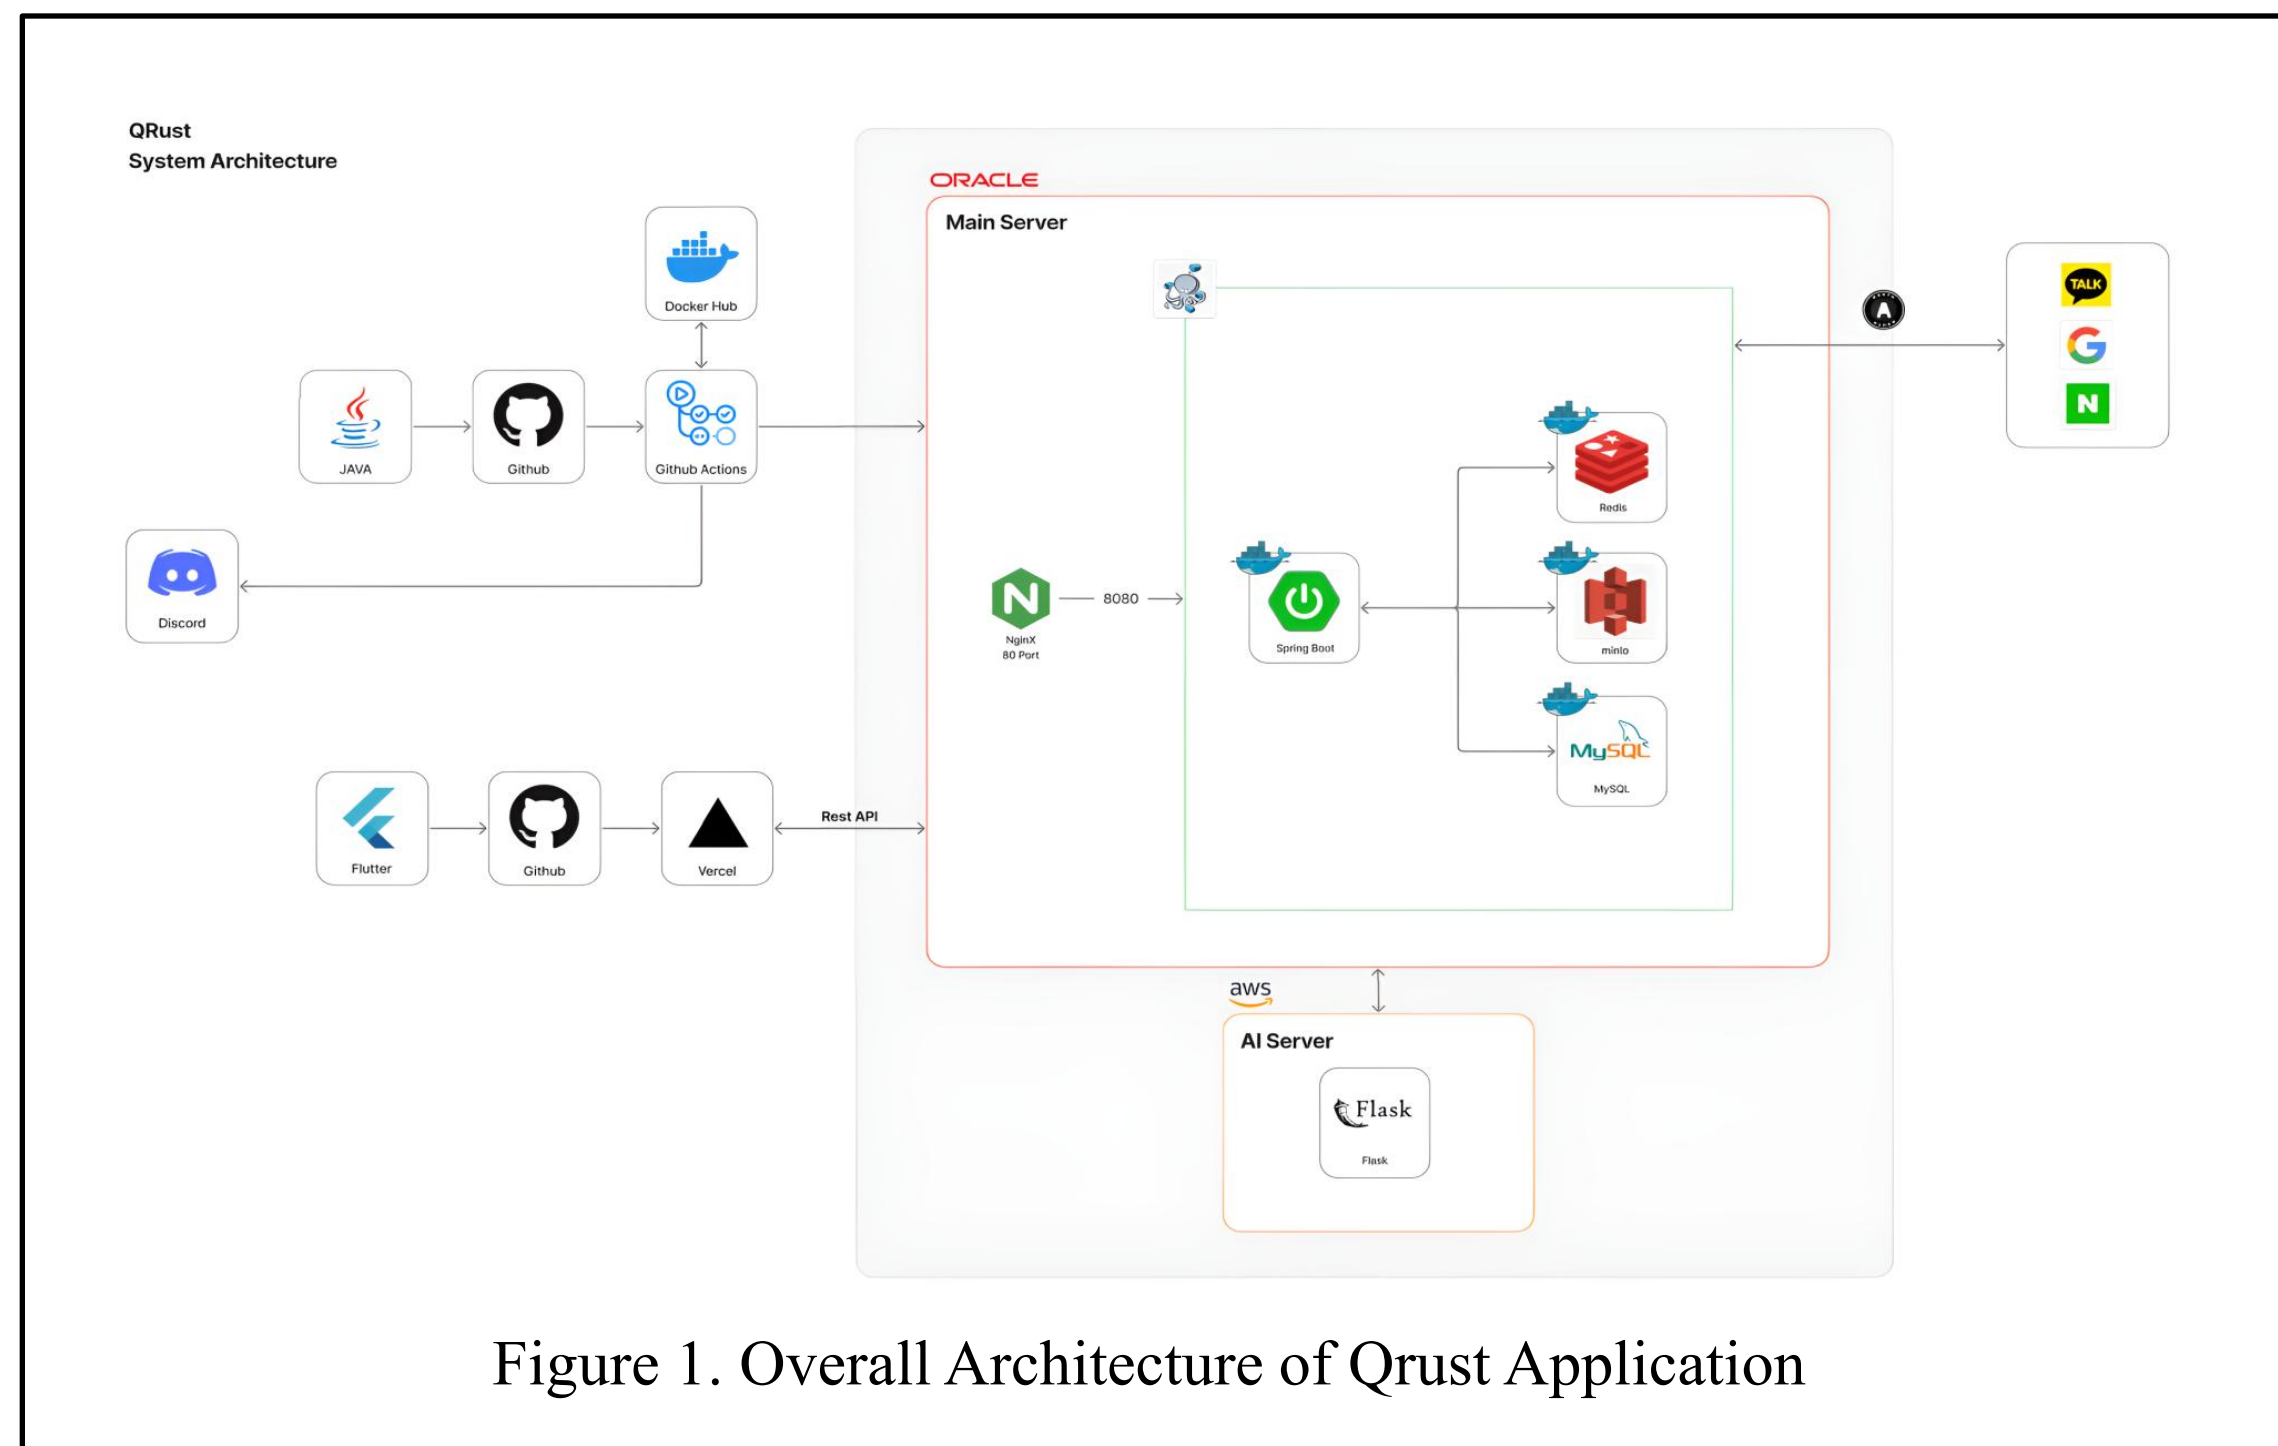 QRust
System Architecture
ORACLE
Main Server
Docker Hub
TALK
G
N
A
JAVA
Github
Github Actions
Redis
Discord
N
NginX
80 Port
8080
Spring Boot
minIo
MySQL
MySQL
Flutter
Github
Vercel
Rest API
aws
AI Server
Flask
Flask
Figure 1. Overall Architecture of Qrust Application